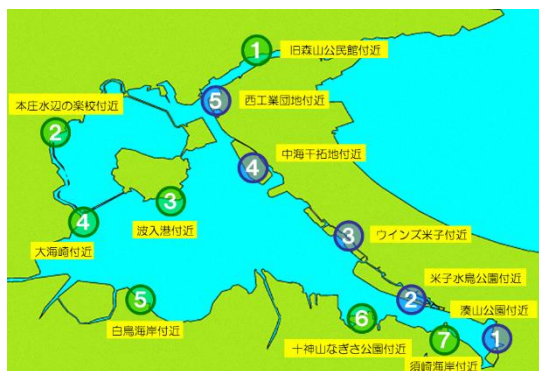 1
旧森山公民館付近
5
西工業団地付近
本庄水辺の楽校付近
2
4
中海干拓地付近
3
波入港付近
4
大海崎付近
3
ウインズ米子付近
米子水鳥公園付近
2
湊山公園付近
5
白鳥海岸付近
6
十神山なぎさ公園付近
7
須崎海岸付近
1